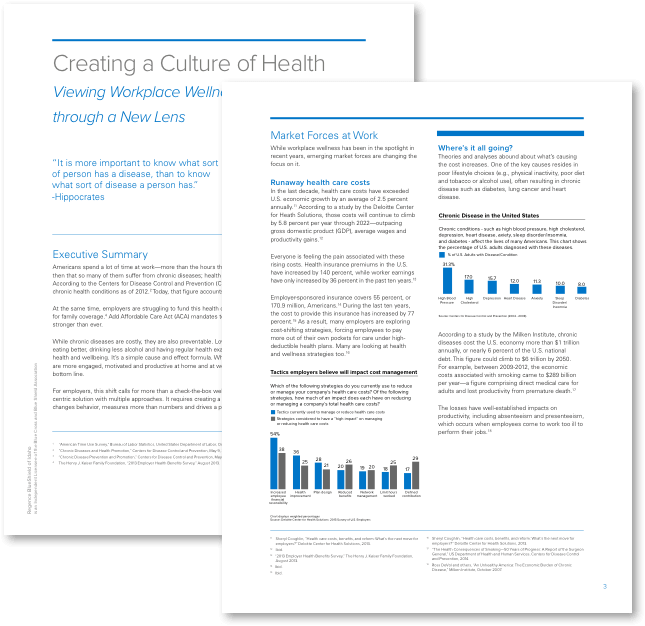 Creating a Culture of Health
Viewing Workplace Wellne
through a New Lens
“It is more important to know what sort
of person has a disease, than to know
what sort of disease a person has.”
-Hippocrates
Executive Summary
Americans spend a lot of time at work—more than the hours th
then that so many of them suffer from chronic diseases; health
According to the Centers for Disease Control and Prevention (C
chronic health conditions as of 2012. Today, that figure account
At the same time, employers are struggling to fund this health c
for family coverage. Add Affordable Care Act (ACA) mandates to
stronger than ever.
While chronic diseases are costly, they are also preventable. Lo
eating better, drinking less alcohol and having regular health ex
health and wellbeing. It's a simple cause and effect formula. Wh
are more engaged, motivated and productive at home and at w
bottom line.
For employers, this shift calls for more than a check-the-box we
centric solution with multiple approaches. It requires creating a
changes behavior, measures more than numbers and drives a p
Regence BlueShield of Idaho
is an Independent Licensee of the Blue Cross and Blue Shield Association
Market Forces at Work
While workplace wellness has been in the spotlight in
recent years, emerging market forces are changing the
focus on it.
Runaway health care costs
In the last decade, health care costs have exceeded
U.S. economic growth by an average of 2.5 percent
annually. According to a study by the Deloitte Center
for Heath Solutions, those costs will continue to climb
by 5.8 percent per year through 2022—outpacing
gross domestic product (GDP), average wages and
productivity gains.
Everyone is feeling the pain associated with these
rising costs. Health insurance premiums in the U.S.
have increased by 140 percent, while worker earnings
have only increased by 36 percent in the past ten years.
Employer-sponsored insurance covers 55 percent, or
170.9 million, Americans. During the last ten years,
the cost to provide this insurance has increased by 77
percent. As a result, many employers are exploring
cost-shifting strategies, forcing employees to pay
more out of their own pockets for care under high-
deductible health plans. Many are looking at health
and wellness strategies too.
Tactics employers believe will impact cost management
Which of the following strategies do you currently use to reduce
or manage your company's health care costs? Of the following
strategies, how much of an impact does each have on reducing
or managing a company's total health care costs?
Tactics currently used to manage or reduce health care costs
Strategies considered to have a "high impact" on managing
or reducing health care costs
54% 38 36 25 28 21 20 26 19 20 18 25 17 29
Increased employee financial accountability
Health improvement
Plan design
Reduced benefits
Network management
Limit hours worked
Defined contribution
Where's it all going?
Theories and analyses abound about what's causing
the cost increases. One of the key causes resides in
poor lifestyle choices (e.g., physical inactivity, poor diet
and tobacco or alcohol use), often resulting in chronic
disease such as diabetes, lung cancer and heart
disease.
Chronic Disease in the United States
Chronic conditions - such as high blood pressure, high cholesterol,
depression, heart disease, anxiety, sleep disorder/insomnia,
and diabetes - affect the lives of many Americans. This chart shows
the percentage of U.S. adults diagnosed with these diseases.
% of U.S. Adults with Disease/Condition
31.3% 17.0 15.7 12.0 11.3 10.0 8.0
High Blood Pressure
High Cholesterol
Depression
Heart Disease
Anxiety
Sleep Disorder/ Insomnia
Diabetes
According to a study by the Milken Institute, chronic
diseases cost the U.S. economy more than $1 trillion
annually, or nearly 6 percent of the U.S. national
debt. This figure could climb to $6 trillion by 2050.
For example, between 2009-2012, the economic
costs associated with smoking came to $289 billion
per year—a figure comprising direct medical care for
adults and lost productivity from premature death.
The losses have well-established impacts on
productivity, including absenteeism and presenteeism,
which occurs when employees come to work too ill to
perform their jobs.
3